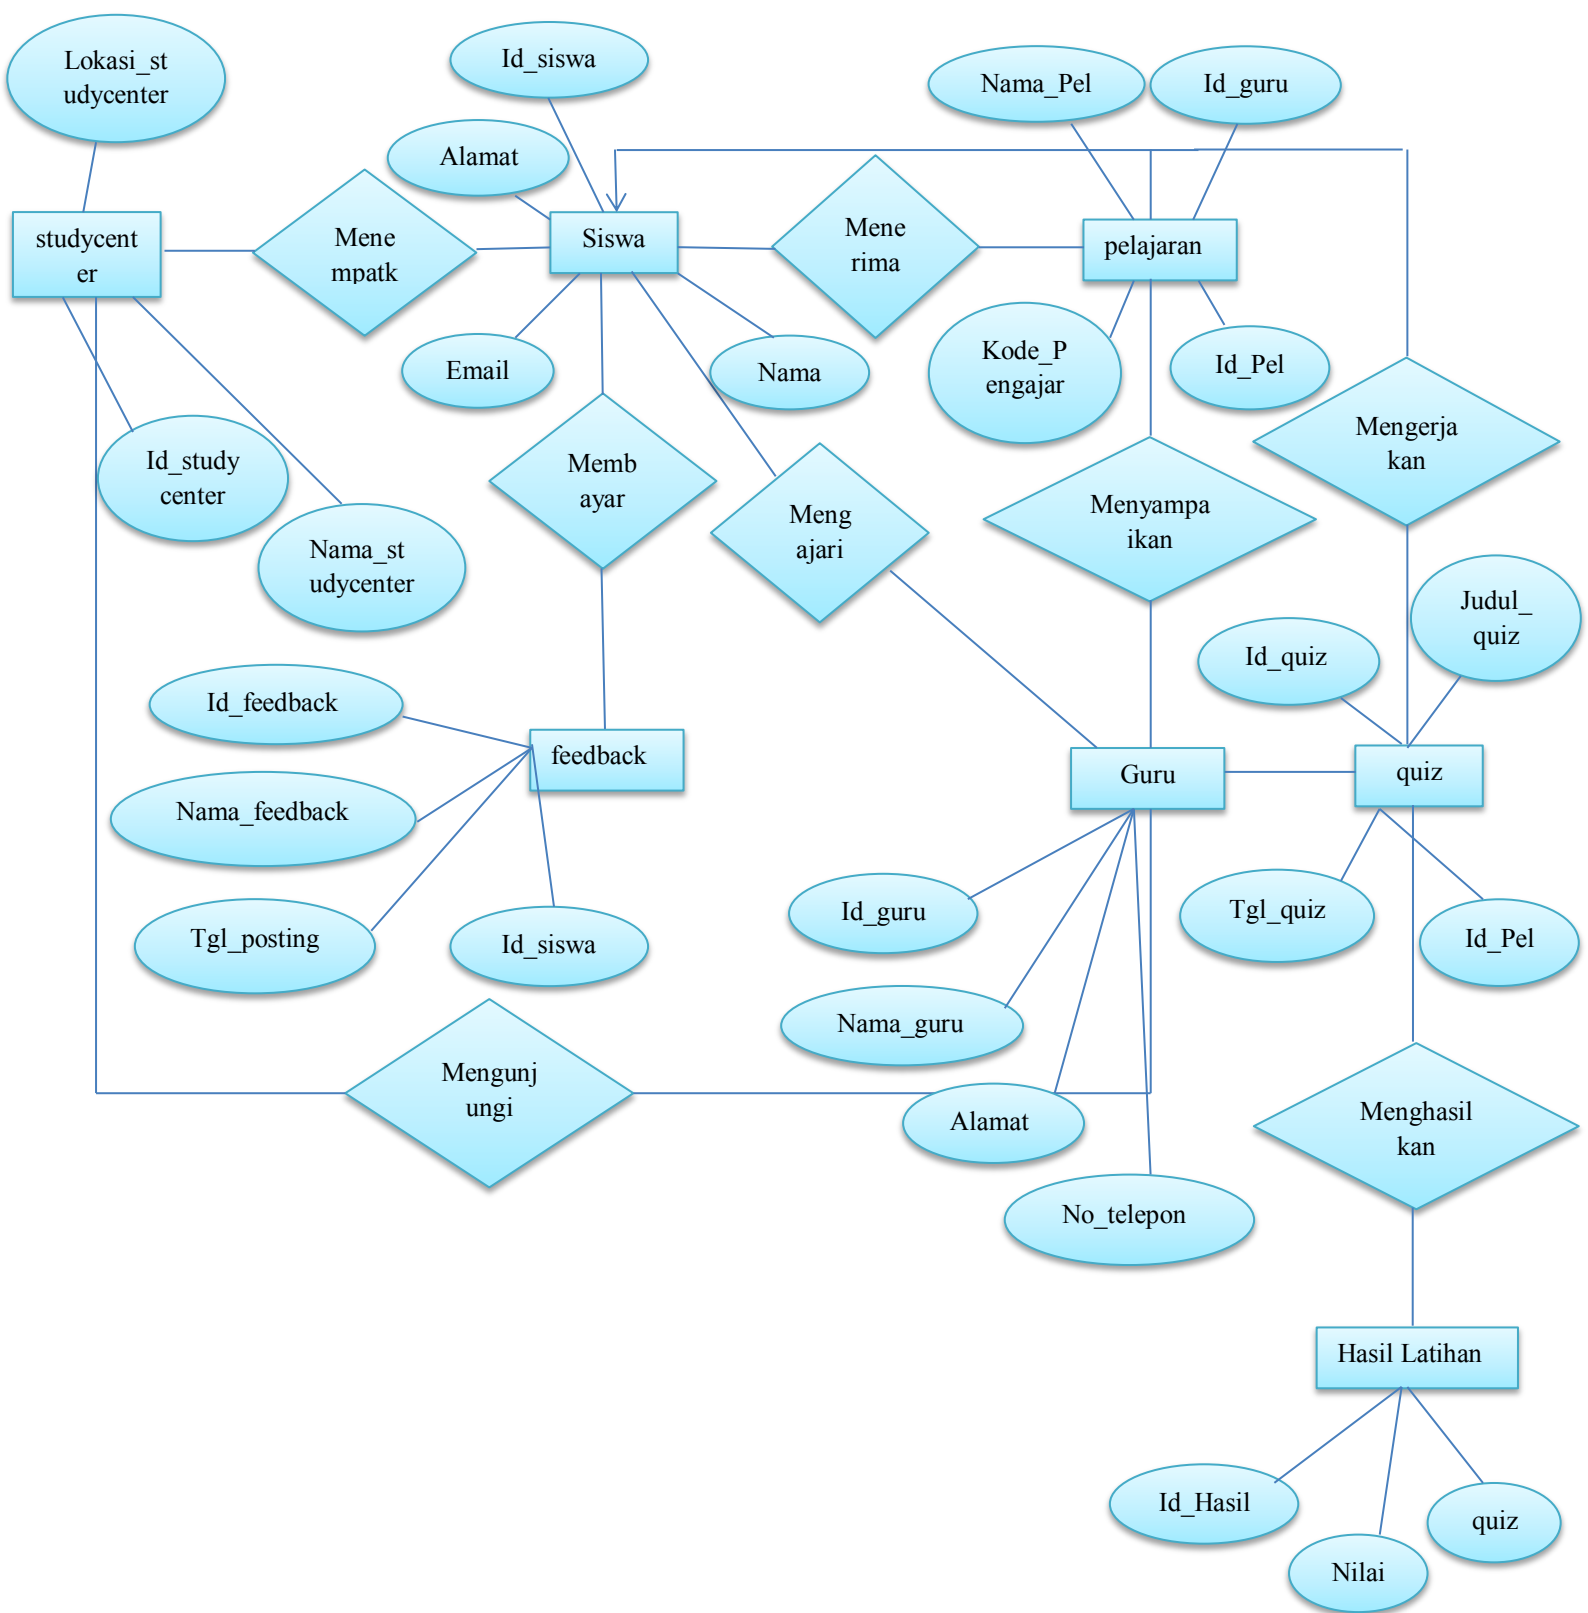 Lokasi_st
udycenter
Id_siswa
Nama_Pel
Id_guru
Alamat
studycent
er
Mene
mpatk
Siswa
Mene
rima
pelajaran
Email
Nama
Kode_P
engajar
Id_Pel
Mengerja
kan
Id_study
center
Memb
ayar
Meng
ajari
Menyampa
ikan
Nama_st
udycenter
Id_quiz
Judul_
quiz
Id_feedback
feedback
Guru
quiz
Nama_feedback
Tgl_posting
Id_siswa
Id_guru
Tgl_quiz
Id_Pel
Nama_guru
Mengunj
ungi
Alamat
Menghasil
kan
No_telepon
Hasil Latihan
Id_Hasil
Nilai
quiz